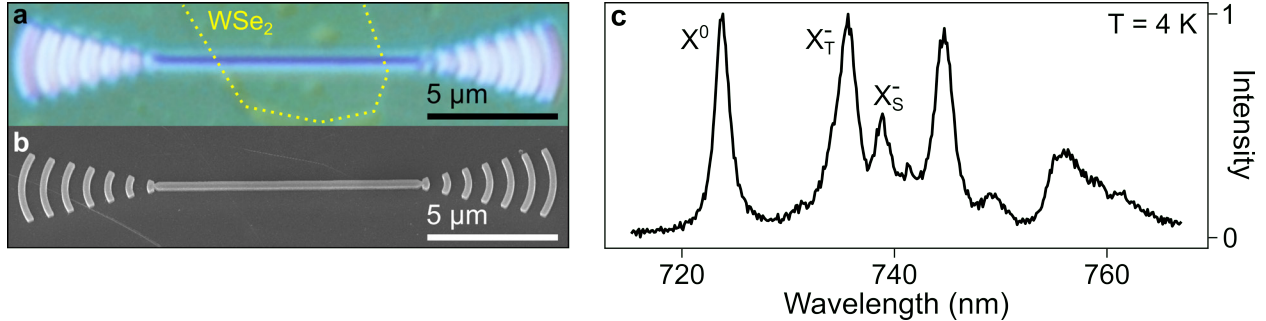 a
WSe₂
5 µm
b
5 µm
c
T = 4 K
X⁰
X⁻T
X⁻S
1
Intensity
0
720
740
760
Wavelength (nm)